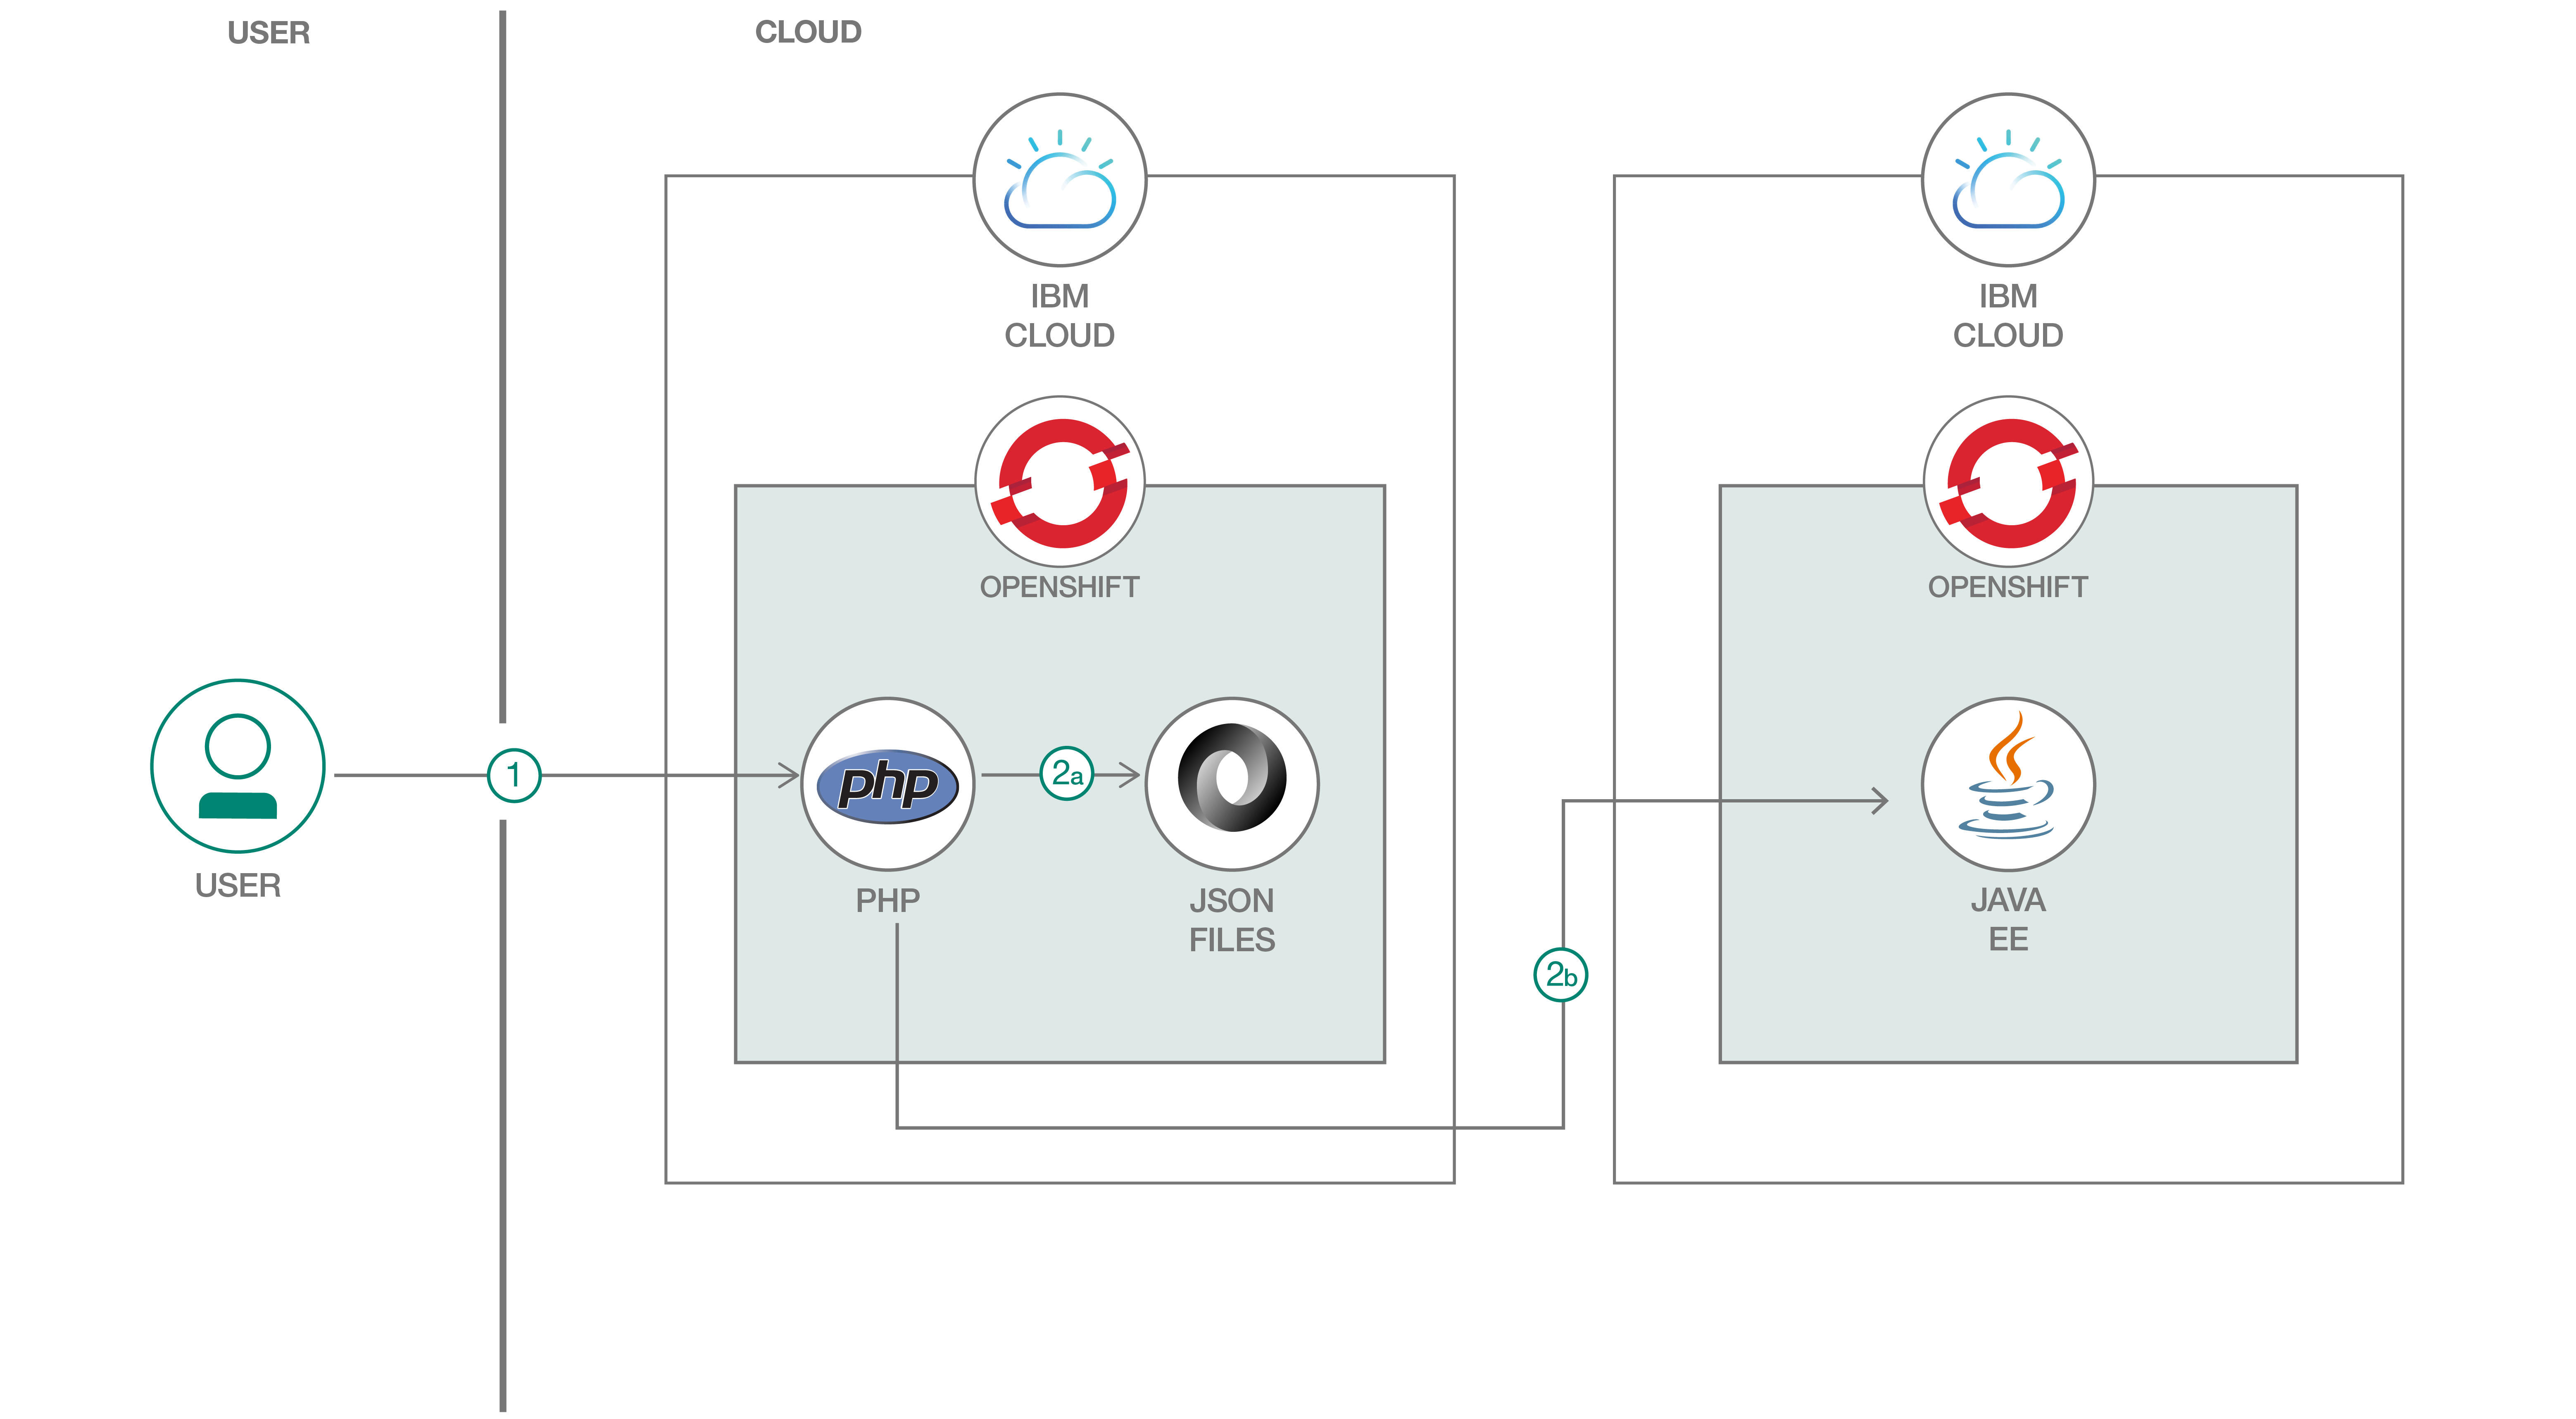 USER
CLOUD
IBM
CLOUD
IBM
CLOUD
OPENSHIFT
OPENSHIFT
1
php
2a
USER
PHP
JSON
FILES
JAVA
EE
2b